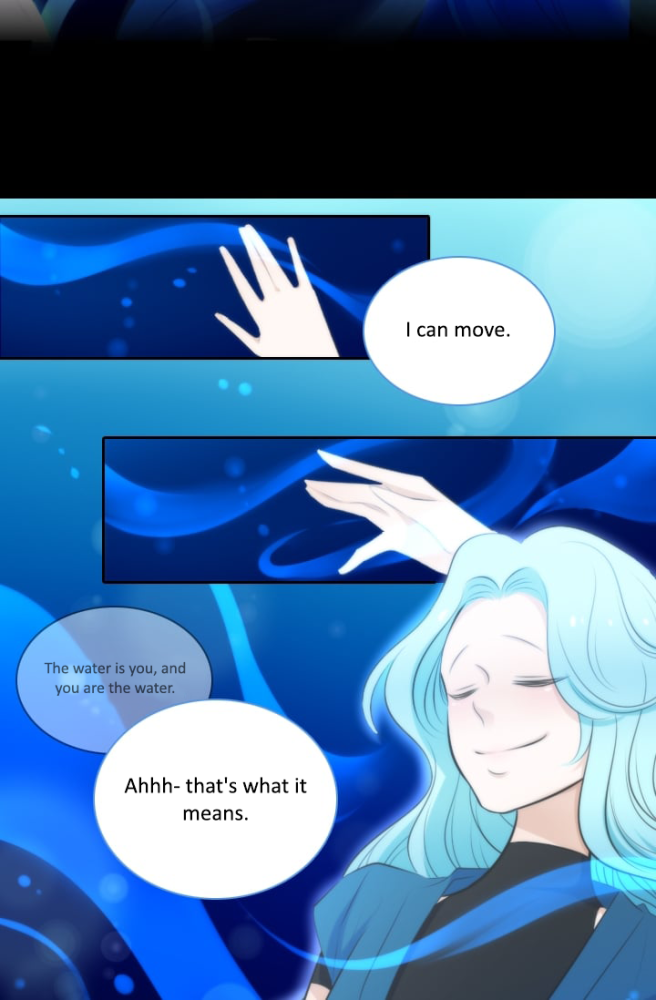 I can move.
The water is you, and
you are the water.
Ahhh- that's what it
means.